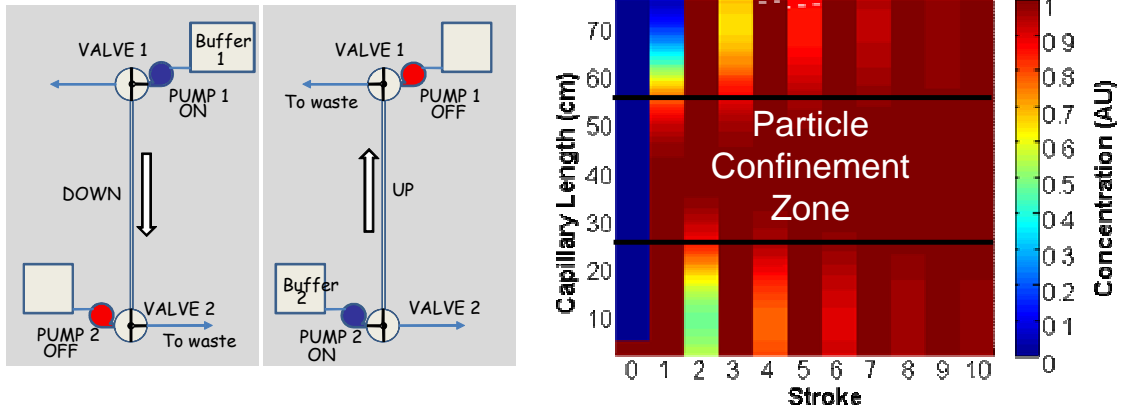 VALVE 1
Buffer
1
PUMP 1
ON
DOWN
PUMP 2
OFF
VALVE 2
To waste
VALVE 1
To waste
PUMP 1
OFF
UP
Buffer
2
PUMP 2
ON
VALVE 2
Capillary Length (cm)
70
60
50
40
30
20
10
Particle
Confinement
Zone
0 1 2 3 4 5 6 7 8 9 10
Stroke
1
0 9
0 8
0 7
0 6
0 5
0 4
0 3
0 2
0 1
0
Concentration (AU)